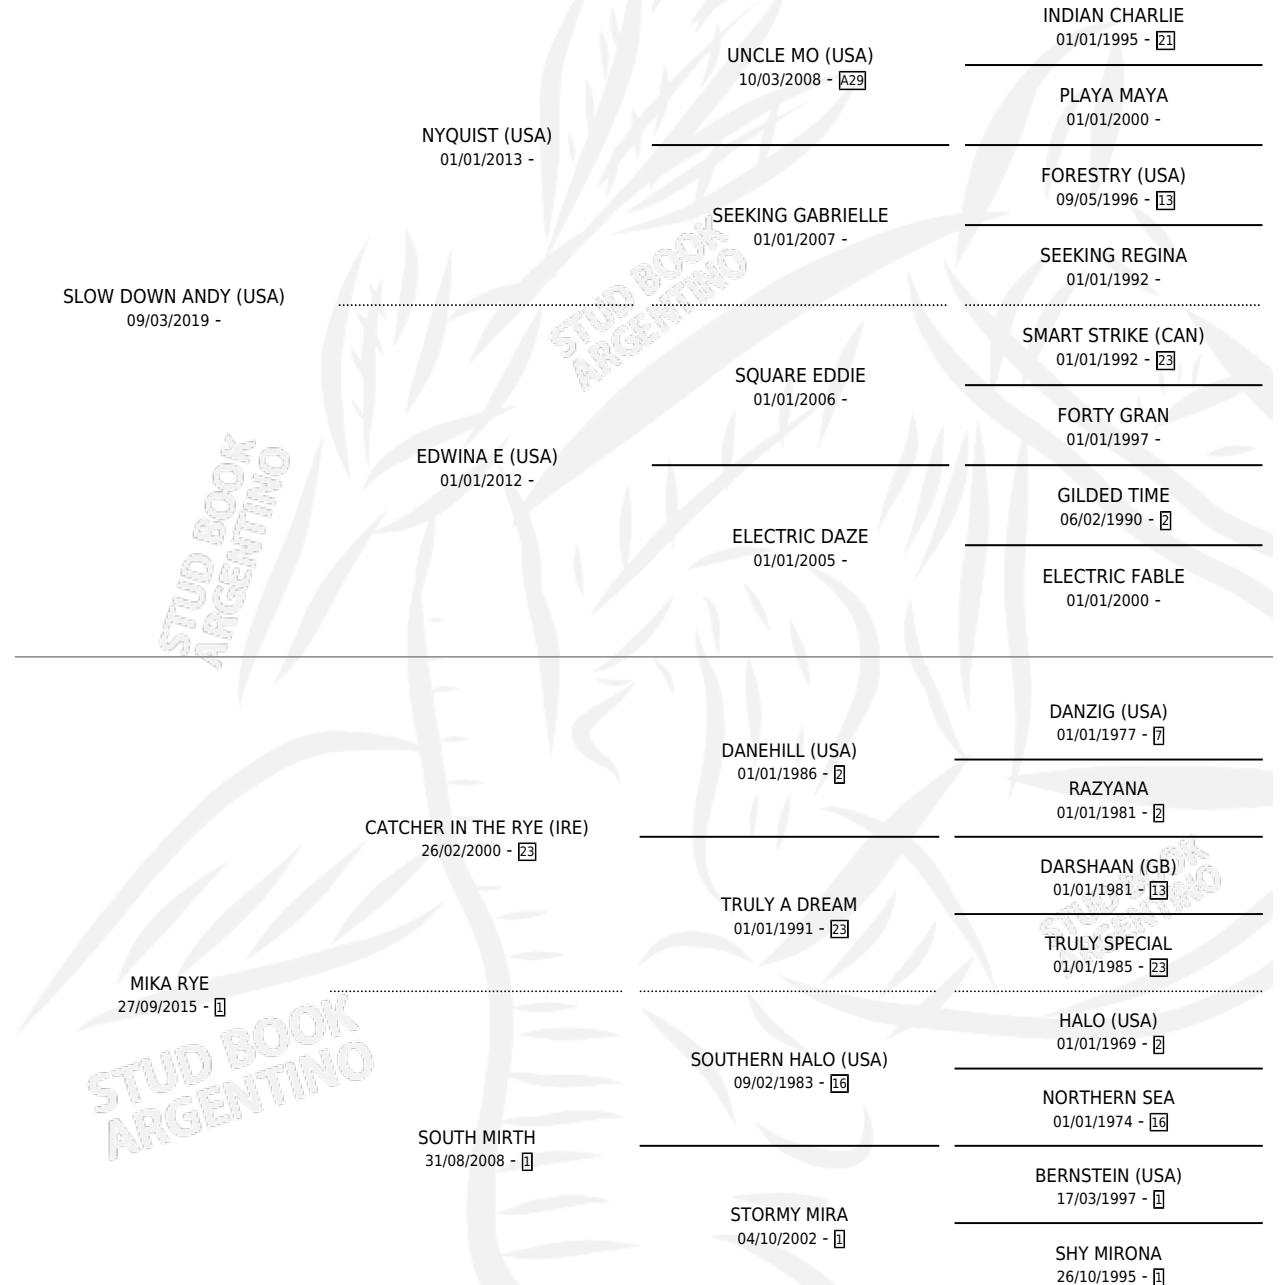 INDIAN CHARLIE
01/01/1995 - 21
UNCLE MO (USA)
10/03/2008 - A29
PLAYA MAYA
01/01/2000 -
NYQUIST (USA)
01/01/2013 -
FORESTRY (USA)
09/05/1996 - 13
SEEKING GABRIELLE
01/01/2007 -
SEEKING REGINA
01/01/1992 -
SLOW DOWN ANDY (USA)
09/03/2019 -
SMART STRIKE (CAN)
01/01/1992 - 23
SQUARE EDDIE
01/01/2006 -
FORTY GRAN
01/01/1997 -
EDWINA E (USA)
01/01/2012 -
GILDED TIME
06/02/1990 - 2
ELECTRIC DAZE
01/01/2005 -
ELECTRIC FABLE
01/01/2000 -
STUD BOOK
ARGENTINO
STUD BOOK
ARGENTINO
DANZIG (USA)
01/01/1977 - 7
DANEHILL (USA)
01/01/1986 - 2
RAZYANA
01/01/1981 - 2
CATCHER IN THE RYE (IRE)
26/02/2000 - 23
DARSHAAN (GB)
01/01/1981 - 13
TRULY A DREAM
01/01/1991 - 23
TRULY SPECIAL
01/01/1985 - 23
STUD BOOK
ARGENTINO
MIKA RYE
27/09/2015 - 1
HALO (USA)
01/01/1969 - 2
SOUTHERN HALO (USA)
09/02/1983 - 16
NORTHERN SEA
01/01/1974 - 16
STUD BOOK
ARGENTINO
SOUTH MIRTH
31/08/2008 - 1
BERNSTEIN (USA)
17/03/1997 - 1
STORMY MIRA
04/10/2002 - 1
SHY MIRONA
26/10/1995 - 1